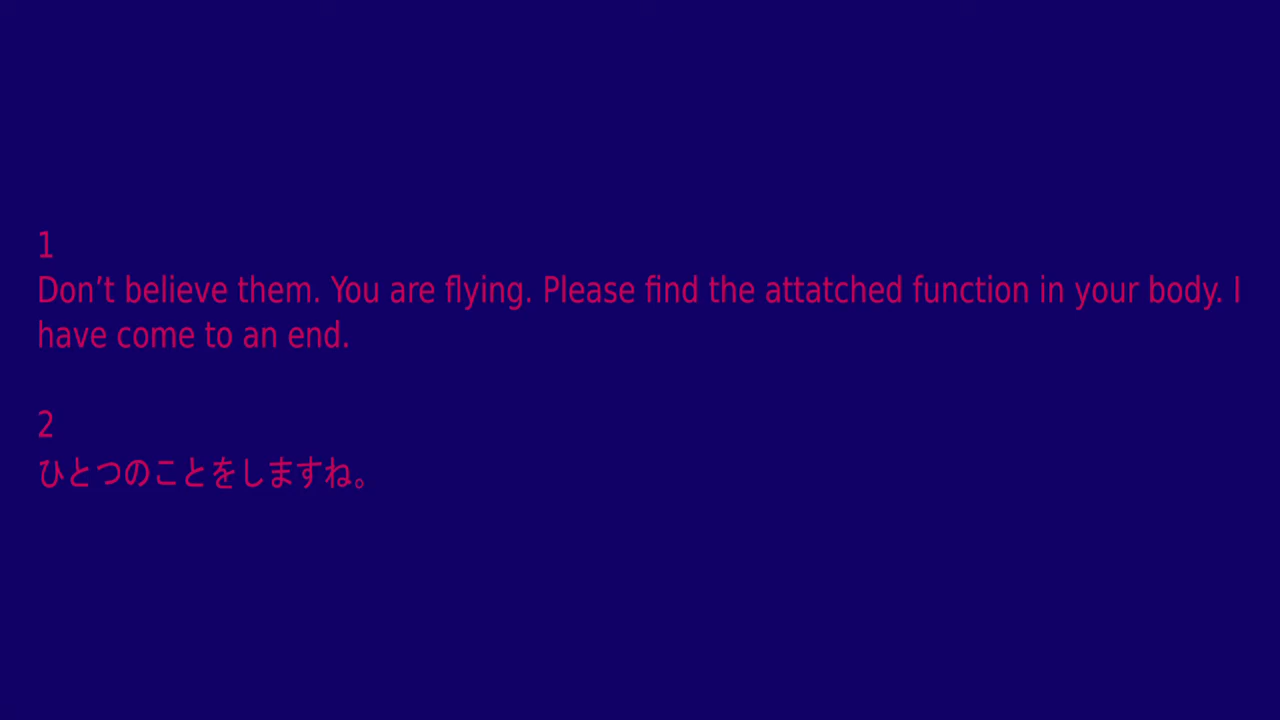 1
Don’t believe them. You are flying. Please find the attatched function in your body. I
have come to an end.
2
ひとつのことをしますね。